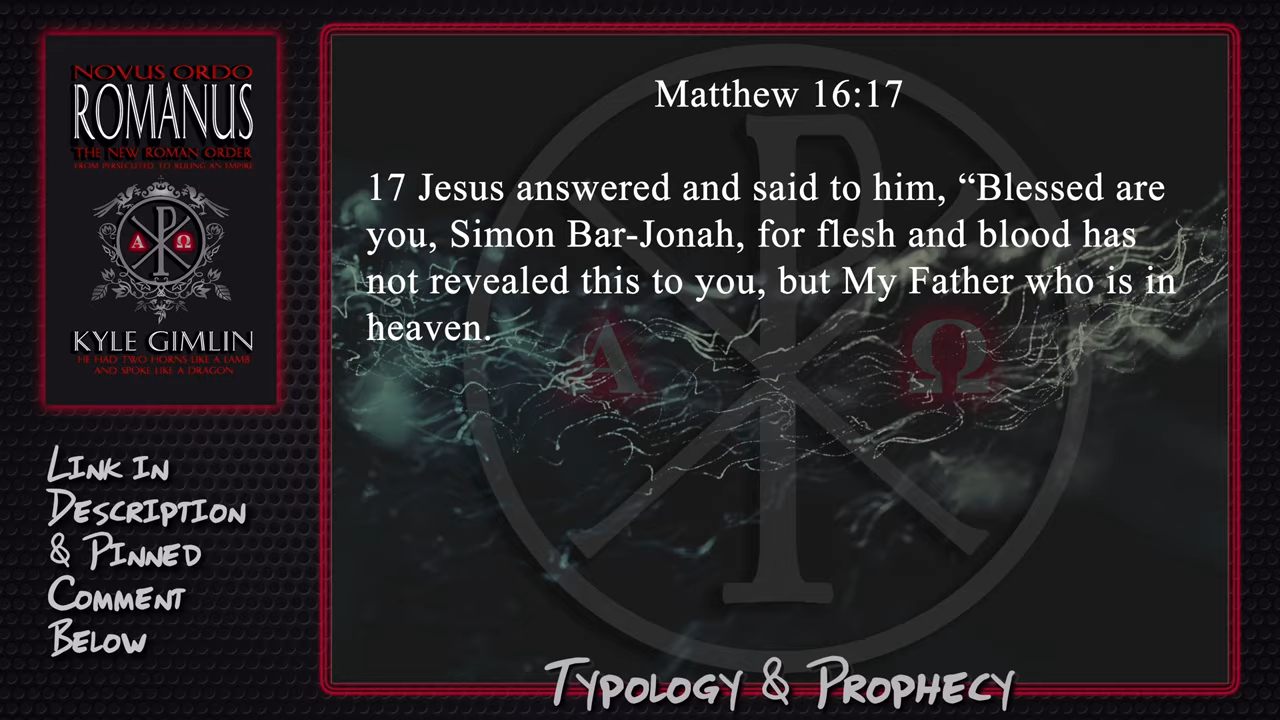 NOVUS ORDO
ROMANUS
THE NEW ROMAN ORDER
FROM PERSECUTED TO RULING AN EMPIRE
Α Ω
KYLE GIMLIN
HE HAD TWO HORNS LIKE A LAMB
AND SPOKE LIKE A DRAGON
LINK IN
DESCRIPTION
& PINNED
COMMENT
BELOW
Matthew 16:17
17 Jesus answered and said to him, “Blessed are
you, Simon Bar-Jonah, for flesh and blood has
not revealed this to you, but My Father who is in
heaven.
Α Ω
TYPOLOGY & PROPHECY